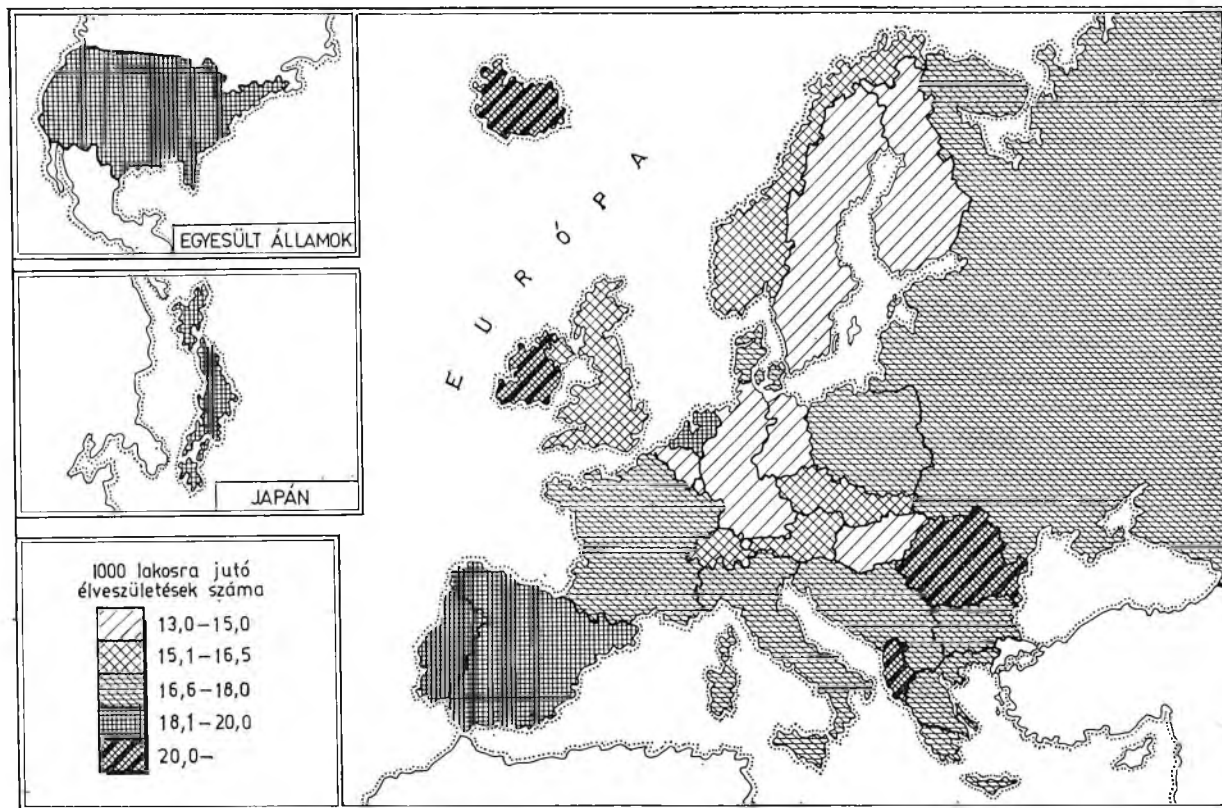 EGYESÜLT ÁLLAMOK
JAPÁN
EURÓPA
1000 lakosra jutó
élveszületések száma
13,0–15,0
15,1–16,5
16,6–18,0
18,1–20,0
20,0–